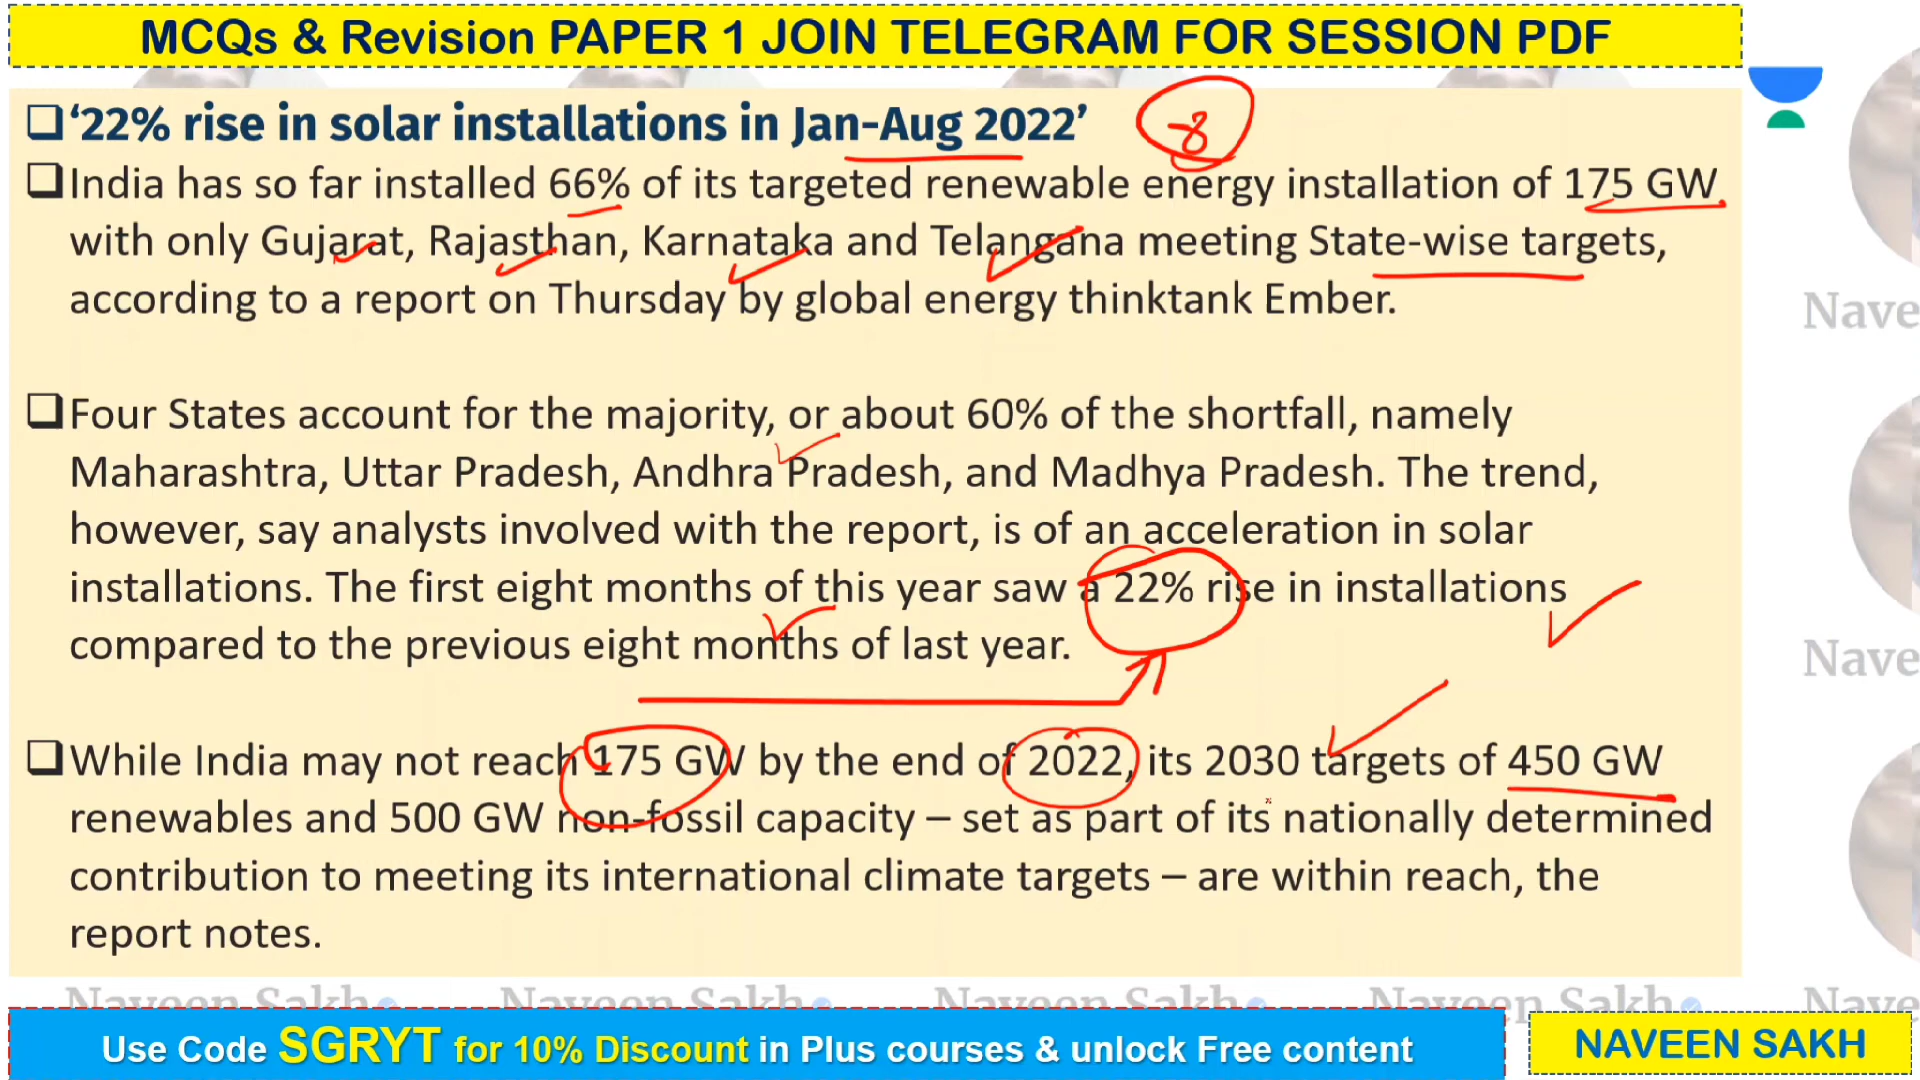 MCQs & Revision PAPER 1 JOIN TELEGRAM FOR SESSION PDF
‘22% rise in solar installations in Jan-Aug 2022’
8
India has so far installed 66% of its targeted renewable energy installation of 175 GW
with only Gujarat, Rajasthan, Karnataka and Telangana meeting State-wise targets,
according to a report on Thursday by global energy thinktank Ember.
Four States account for the majority, or about 60% of the shortfall, namely
Maharashtra, Uttar Pradesh, Andhra Pradesh, and Madhya Pradesh. The trend,
however, say analysts involved with the report, is of an acceleration in solar
installations. The first eight months of this year saw a 22% rise in installations
compared to the previous eight months of last year.
While India may not reach 175 GW by the end of 2022, its 2030 targets of 450 GW
renewables and 500 GW non-fossil capacity – set as part of its nationally determined
contribution to meeting its international climate targets – are within reach, the
report notes.
Nave
Nave
Naveen Sakh Naveen Sakh Naveen Sakh Naveen Sakh Nave
Use Code SGRYT for 10% Discount in Plus courses & unlock Free content
NAVEEN SAKH